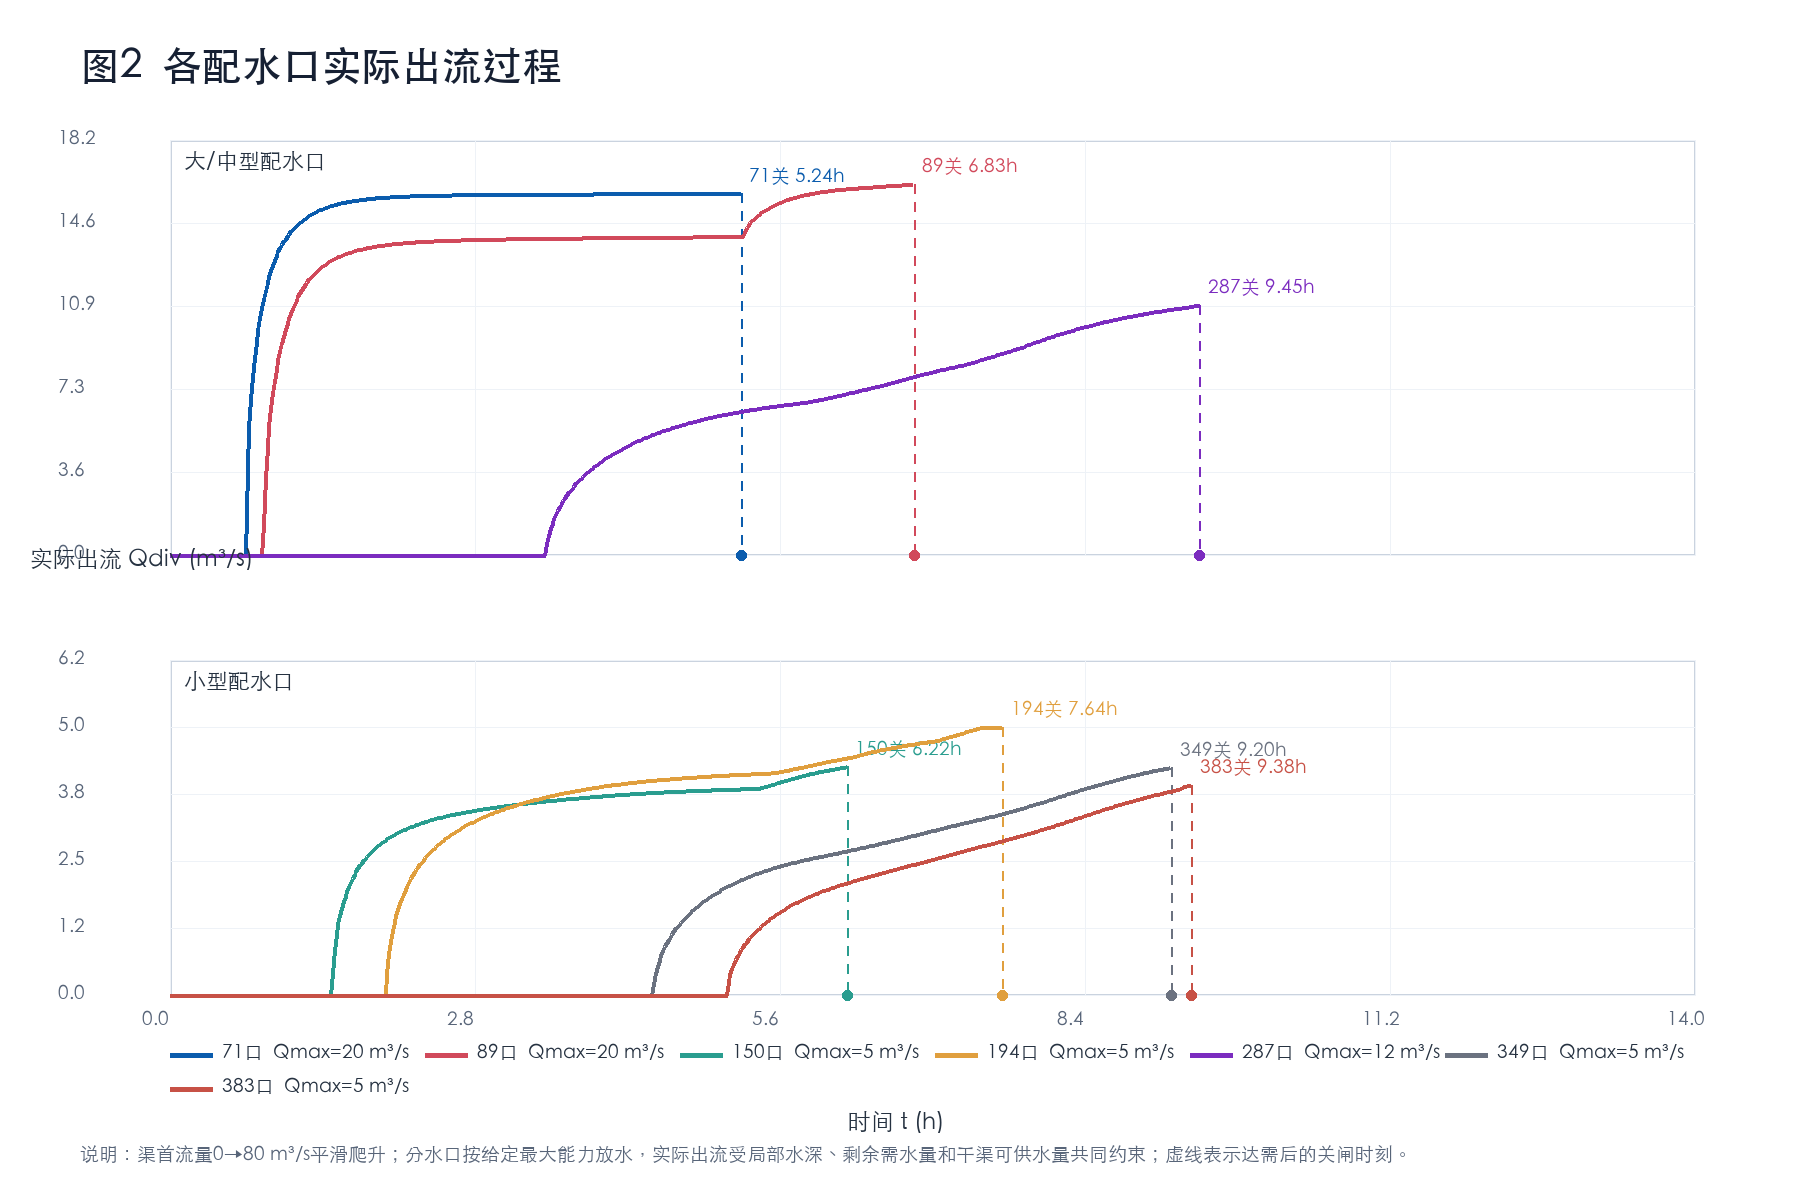 图2 各配水口实际出流过程
18.2
大/中型配水口
71关 5.24h
89关 6.83h
14.6
10.9
287关 9.45h
7.3
3.6
0.0
实际出流 Qdiv (m³/s)
6.2
小型配水口
194关 7.64h
5.0
150关 6.22h
349关 9.20h
383关 9.38h
3.8
2.5
1.2
0.0
0.0 2.8 5.6 8.4 11.2 14.0
71口 Qmax=20 m³/s 89口 Qmax=20 m³/s 150口 Qmax=5 m³/s 194口 Qmax=5 m³/s 287口 Qmax=12 m³/s 349口 Qmax=5 m³/s
383口 Qmax=5 m³/s
时间 t (h)
说明：渠首流量0→80 m³/s平滑爬升；分水口按给定最大能力放水，实际出流受局部水深、剩余需水量和干渠可供水量共同约束；虚线表示达需后的关闸时刻。